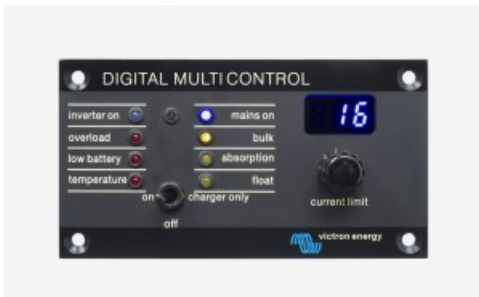 DIGITAL MULTI CONTROL
inverter on
mains on
overload
bulk
low battery
absorption
temperature
float
on
charger only
off
16
current limit
victron energy